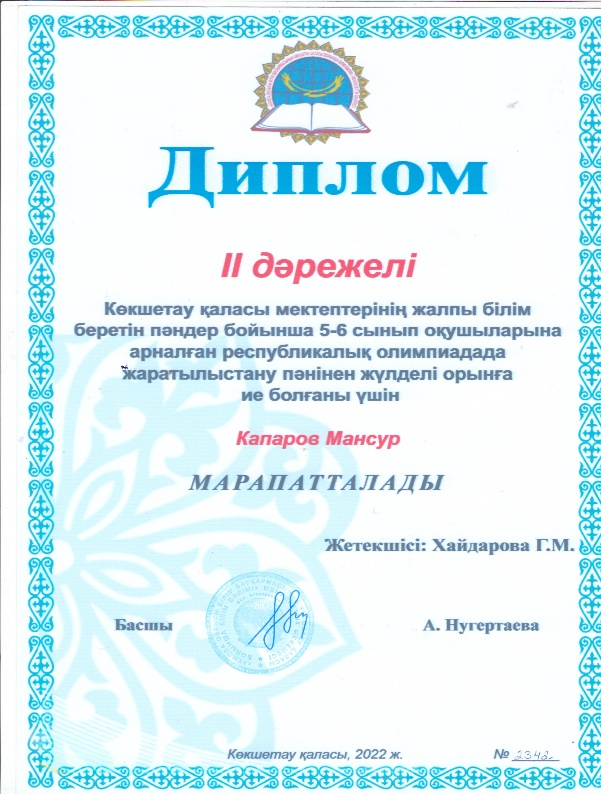 Диплом
II дәрежелі
Көкшетау қаласы мектептерінің жалпы білім
беретін пәндер бойынша 5-6 сынып оқушыларына
арналған республикалық олимпиадада
жаратылыстану пәнінен жүлделі орынға
ие болғаны үшін
Капаров Мансур
МАРАПАТТАЛАДЫ
Жетекшісі: Хайдарова Г.М.
Басшы А. Нугертаева
Көкшетау қаласы, 2022 ж. № 2342